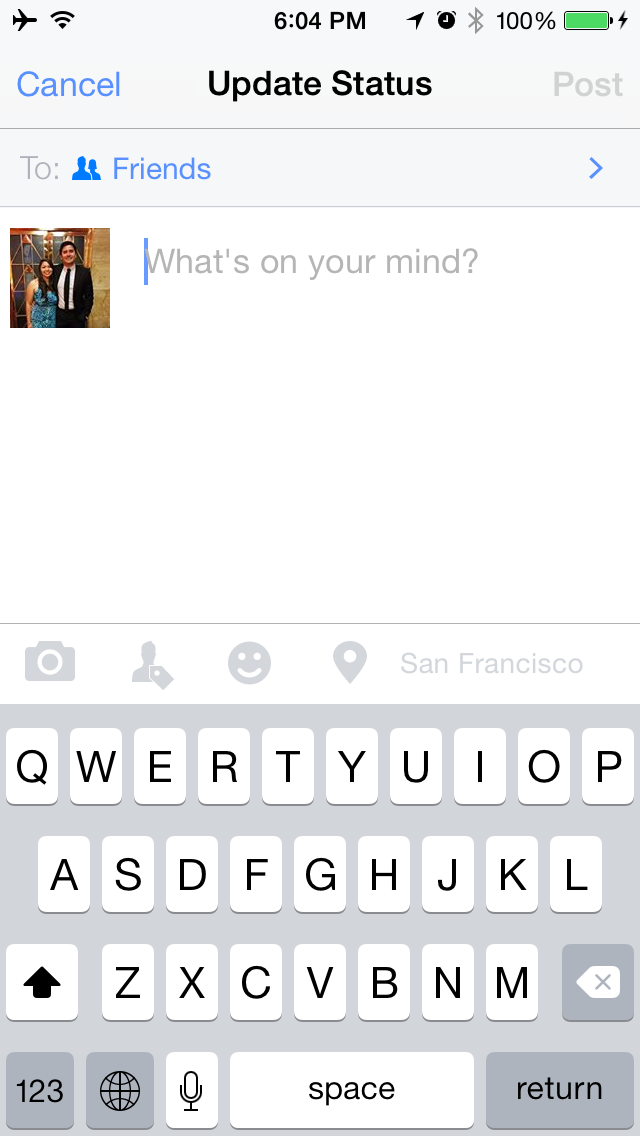 6:04 PM 100%
Cancel Update Status Post
To: Friends
What's on your mind?
San Francisco
Q W E R T Y U I O P
A S D F G H J K L
Z X C V B N M
123 space return